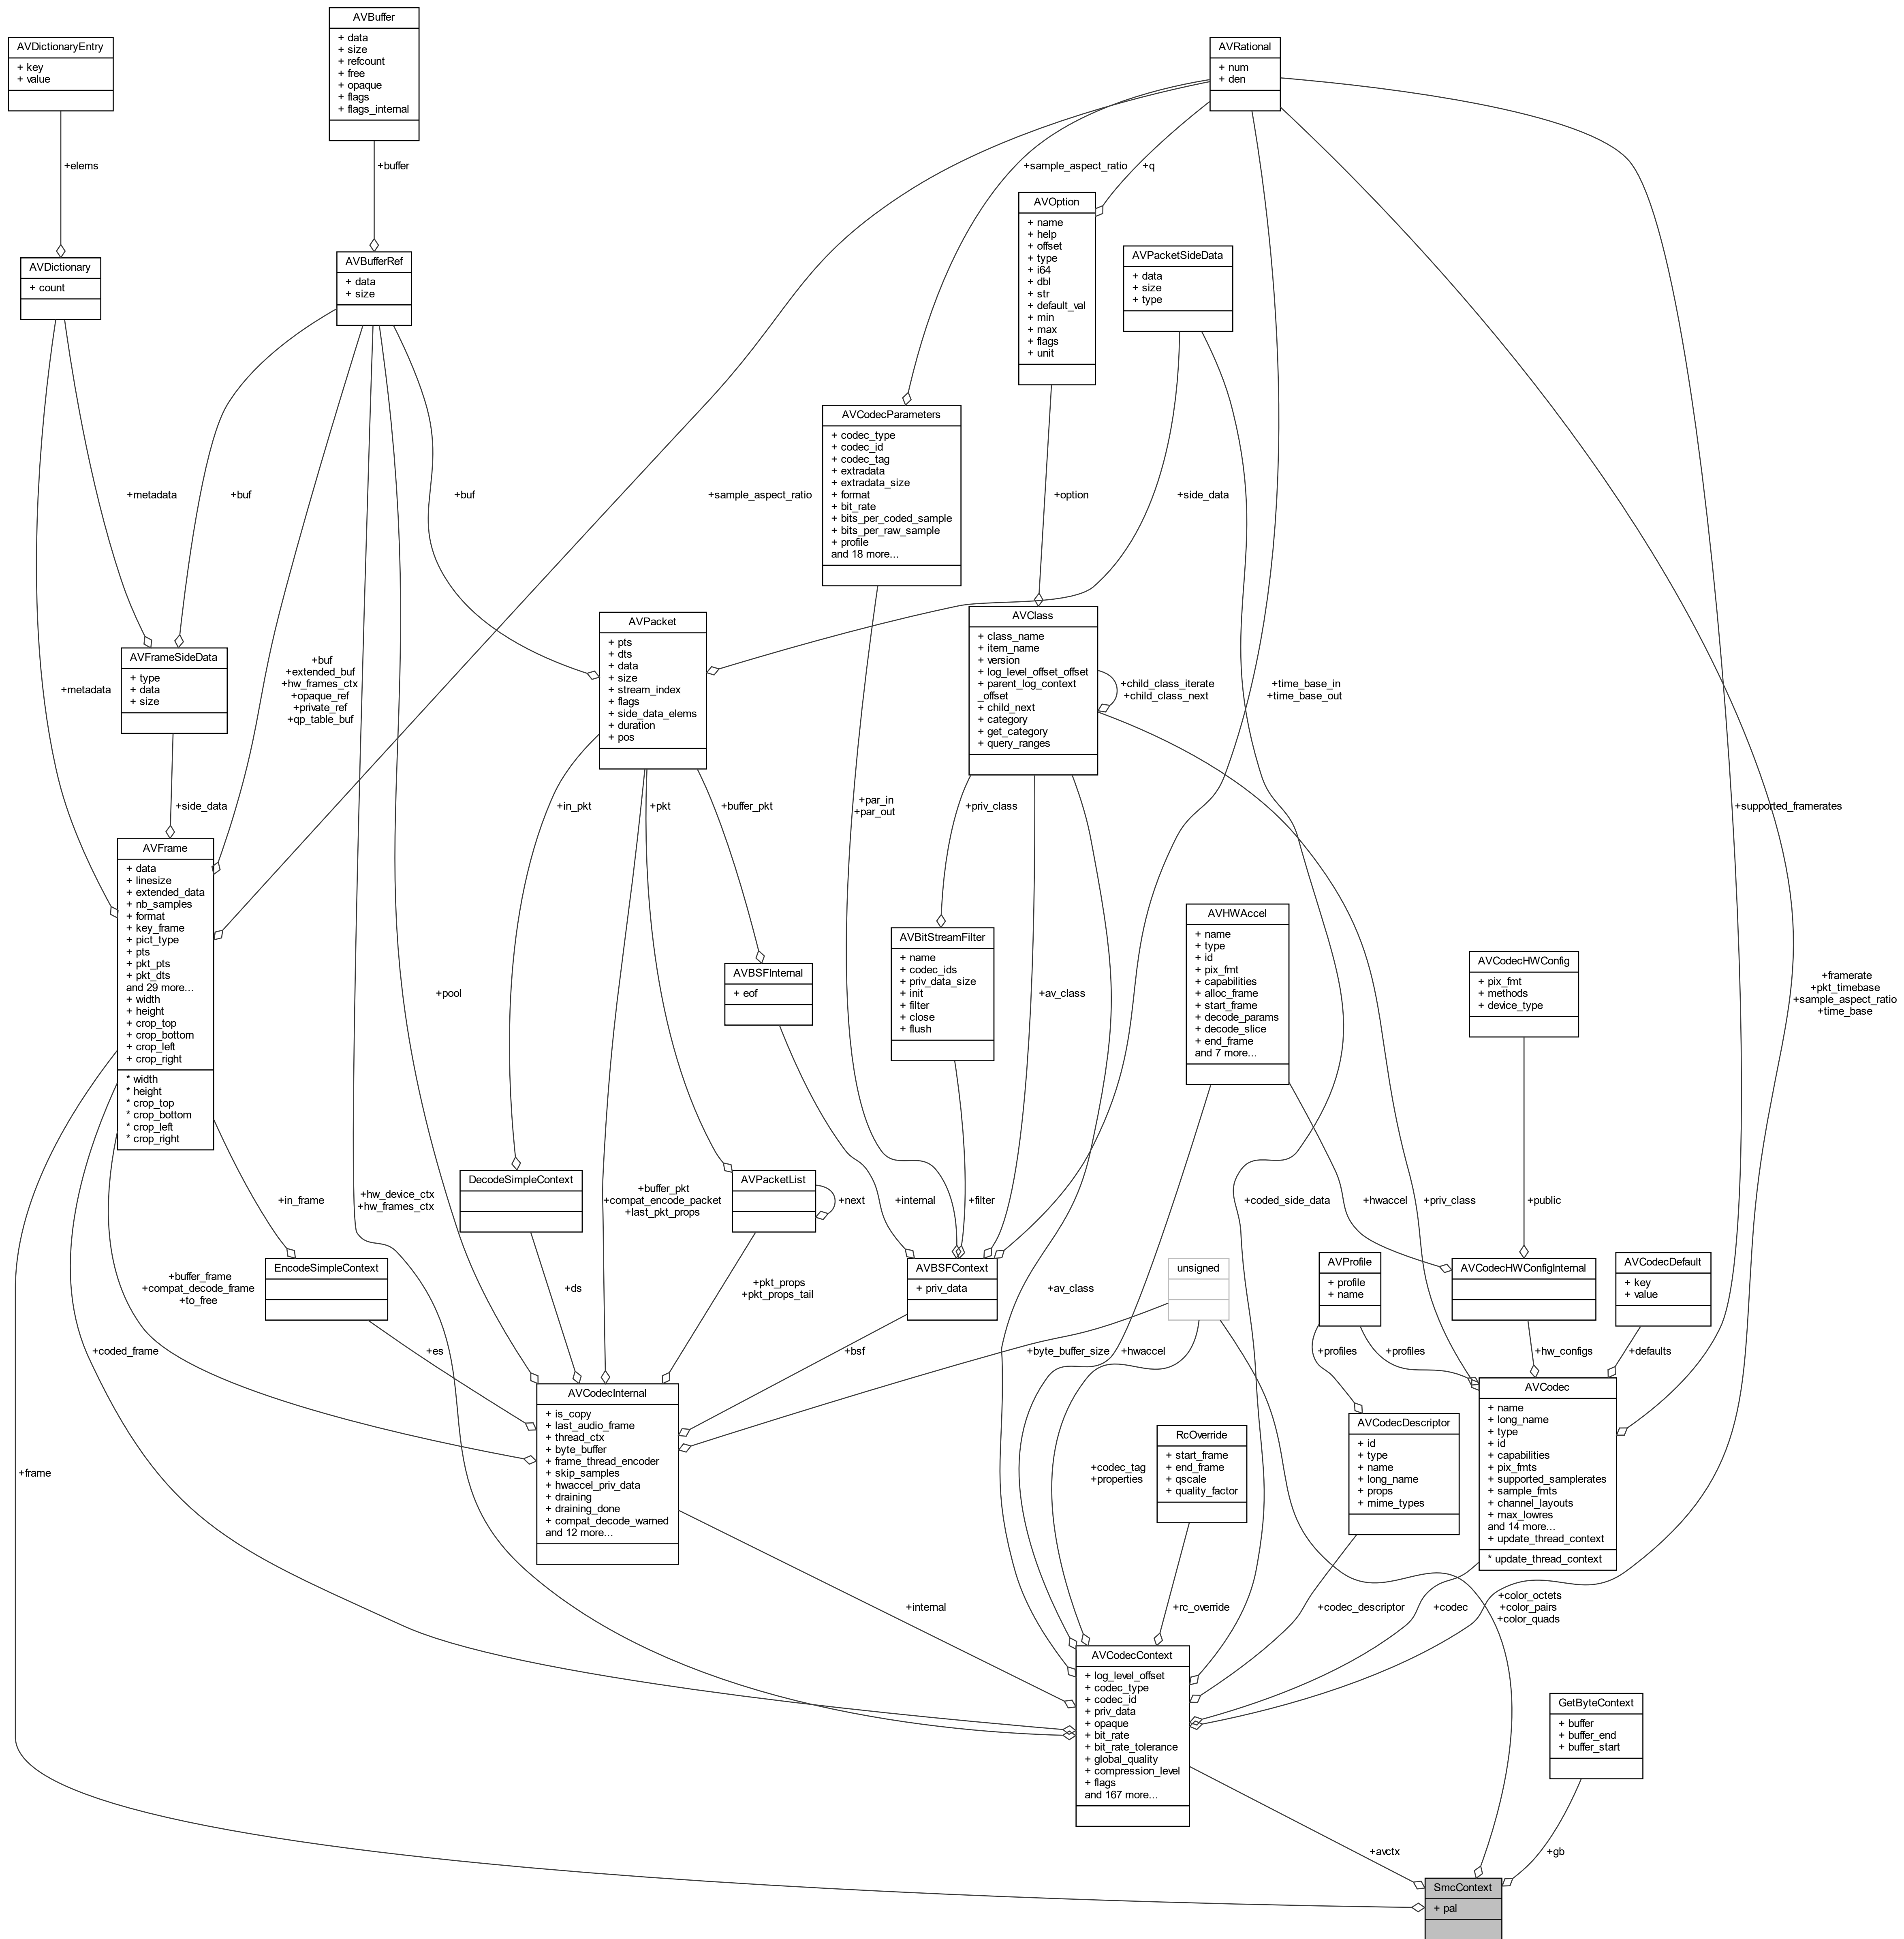 AVBuffer
+ data
+ size
+ refcount
+ free
+ opaque
+ flags
+ flags_internal
AVDictionaryEntry
+ key
+ value
AVRational
+ num
+ den
+elems
+buffer
+sample_aspect_ratio
+q
AVOption
+ name
+ help
+ offset
+ type
+ i64
+ dbl
+ str
+ default_val
+ min
+ max
+ flags
+ unit
AVPacketSideData
+ data
+ size
+ type
AVDictionary
+ count
AVBufferRef
+ data
+ size
AVCodecParameters
+ codec_type
+ codec_id
+ codec_tag
+ extradata
+ extradata_size
+ format
+ bit_rate
+ bits_per_coded_sample
+ bits_per_raw_sample
+ profile
and 18 more...
+metadata
+buf
+buf
+sample_aspect_ratio
+option
+side_data
AVPacket
+ pts
+ dts
+ data
+ size
+ stream_index
+ flags
+ side_data_elems
+ duration
+ pos
AVClass
+ class_name
+ item_name
+ version
+ log_level_offset_offset
+ parent_log_context
_offset
+ child_next
+ category
+ get_category
+ query_ranges
+child_class_iterate
+child_class_next
+time_base_in
+time_base_out
AVFrameSideData
+ type
+ data
+ size
+metadata
+buf
+extended_buf
+hw_frames_ctx
+opaque_ref
+private_ref
+qp_table_buf
+side_data
+in_pkt
+pkt
+buffer_pkt
+par_in
+par_out
+priv_class
+supported_framerates
AVFrame
+ data
+ linesize
+ extended_data
+ nb_samples
+ format
+ key_frame
+ pict_type
+ pts
+ pkt_pts
+ pkt_dts
and 29 more...
+ width
+ height
+ crop_top
+ crop_bottom
+ crop_left
+ crop_right
* width
* height
* crop_top
* crop_bottom
* crop_left
* crop_right
+pool
AVBSFInternal
+ eof
AVBitStreamFilter
+ name
+ codec_ids
+ priv_data_size
+ init
+ filter
+ close
+ flush
+av_class
AVHWAccel
+ name
+ type
+ id
+ pix_fmt
+ capabilities
+ alloc_frame
+ start_frame
+ decode_params
+ decode_slice
+ end_frame
and 7 more...
AVCodecHWConfig
+ pix_fmt
+ methods
+ device_type
+framerate
+pkt_timebase
+sample_aspect_ratio
+time_base
+in_frame
+hw_device_ctx
+hw_frames_ctx
DecodeSimpleContext
+buffer_pkt
+compat_encode_packet
+last_pkt_props
AVPacketList
+next
+internal
+filter
+coded_side_data
+hwaccel
+priv_class
+public
+buffer_frame
+compat_decode_frame
+to_free
EncodeSimpleContext
+ds
+pkt_props
+pkt_props_tail
AVBSFContext
+ priv_data
+av_class
unsigned
AVProfile
+ profile
+ name
AVCodecHWConfigInternal
AVCodecDefault
+ key
+ value
+coded_frame
+es
+bsf
+byte_buffer_size
+hwaccel
+profiles
+profiles
+hw_configs
+defaults
+frame
AVCodecInternal
+ is_copy
+ last_audio_frame
+ thread_ctx
+ byte_buffer
+ frame_thread_encoder
+ skip_samples
+ hwaccel_priv_data
+ draining
+ draining_done
+ compat_decode_warned
and 12 more...
+codec_tag
+properties
RcOverride
+ start_frame
+ end_frame
+ qscale
+ quality_factor
AVCodecDescriptor
+ id
+ type
+ name
+ long_name
+ props
+ mime_types
AVCodec
+ name
+ long_name
+ type
+ id
+ capabilities
+ pix_fmts
+ supported_samplerates
+ sample_fmts
+ channel_layouts
+ max_lowres
and 14 more...
+ update_thread_context
* update_thread_context
+internal
+rc_override
+codec_descriptor
+codec
+color_octets
+color_pairs
+color_quads
AVCodecContext
+ log_level_offset
+ codec_type
+ codec_id
+ priv_data
+ opaque
+ bit_rate
+ bit_rate_tolerance
+ global_quality
+ compression_level
+ flags
and 167 more...
GetByteContext
+ buffer
+ buffer_end
+ buffer_start
+avctx
+gb
SmcContext
+ pal